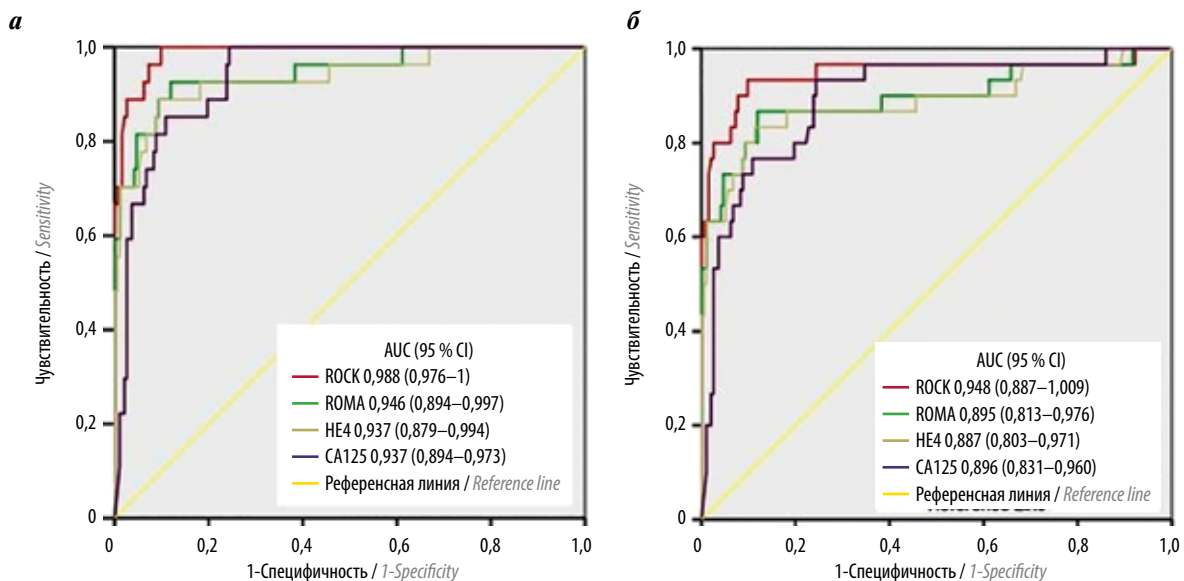 а
1,0
0,8
0,6
0,4
0,2
0
Чувствительность / Sensitivity
AUC (95 % CI)
ROCK 0,988 (0,976–1)
ROMA 0,946 (0,894–0,997)
HE4 0,937 (0,879–0,994)
CA125 0,937 (0,894–0,973)
Референсная линия / Reference line
0 0,2 0,4 0,6 0,8 1,0
1-Специфичность / 1-Specificity
б
1,0
0,8
0,6
0,4
0,2
0
Чувствительность / Sensitivity
AUC (95 % CI)
ROCK 0,948 (0,887–1,009)
ROMA 0,895 (0,813–0,976)
HE4 0,887 (0,803–0,971)
CA125 0,896 (0,831–0,960)
Референсная линия / Reference line
0 0,2 0,4 0,6 0,8 1,0
1-Специфичность / 1-Specificity